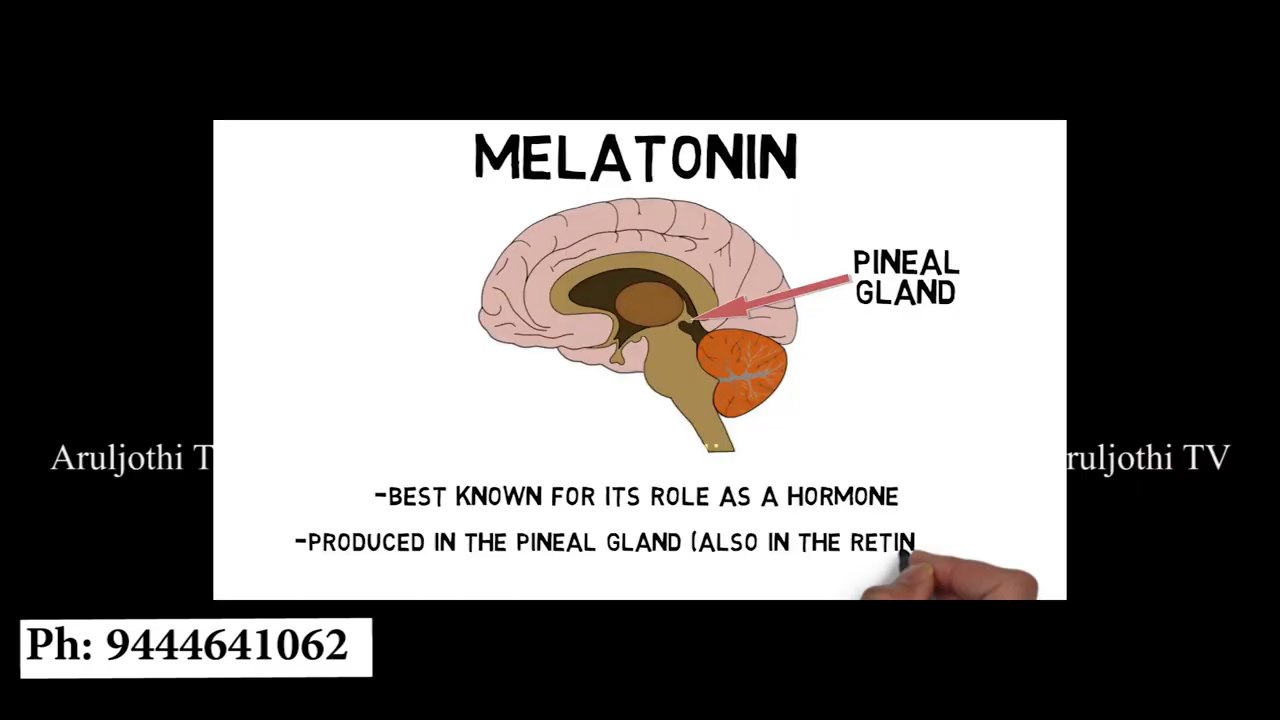 MELATONIN
PINEAL
GLAND
Aruljothi T
ruljothi TV
-BEST KNOWN FOR ITS ROLE AS A HORMONE
-PRODUCED IN THE PINEAL GLAND (ALSO IN THE RETIN
Ph: 9444641062